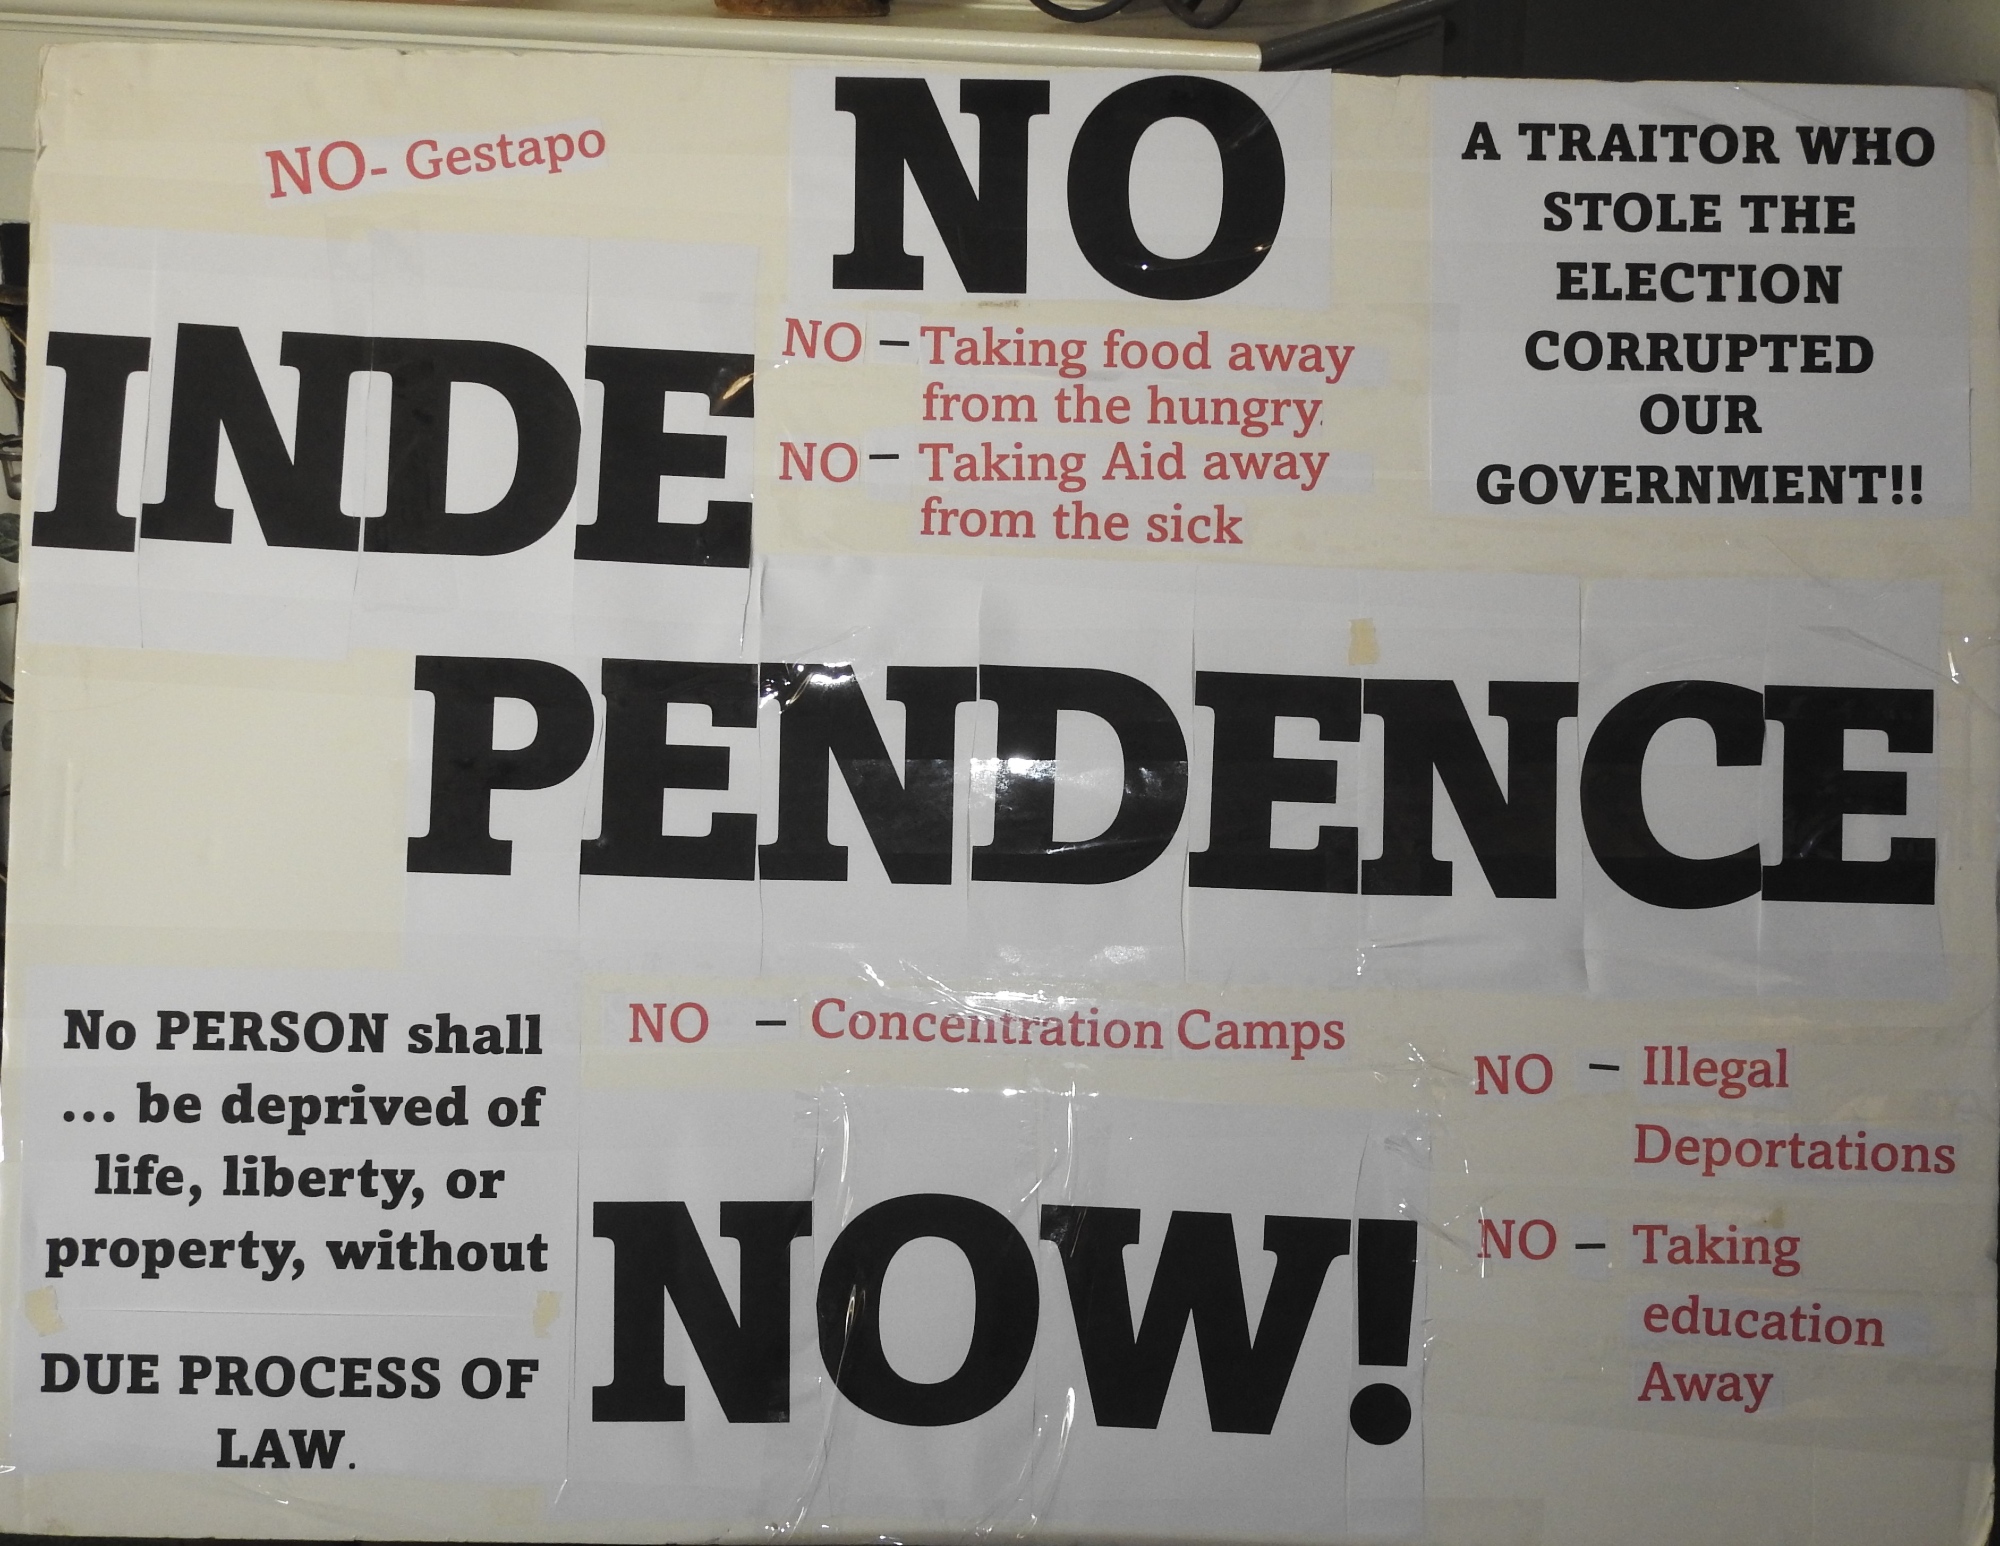 NO
NO- Gestapo
A TRAITOR WHO
STOLE THE
ELECTION
CORRUPTED
OUR
GOVERNMENT!!
INDE
NO – Taking food away
from the hungry.
NO – Taking Aid away
from the sick
PENDENCE
No PERSON shall
... be deprived of
life, liberty, or
property, without
DUE PROCESS OF
LAW.
NO – Concentration Camps
NOW!
NO – Illegal
Deportations
NO – Taking
education
Away